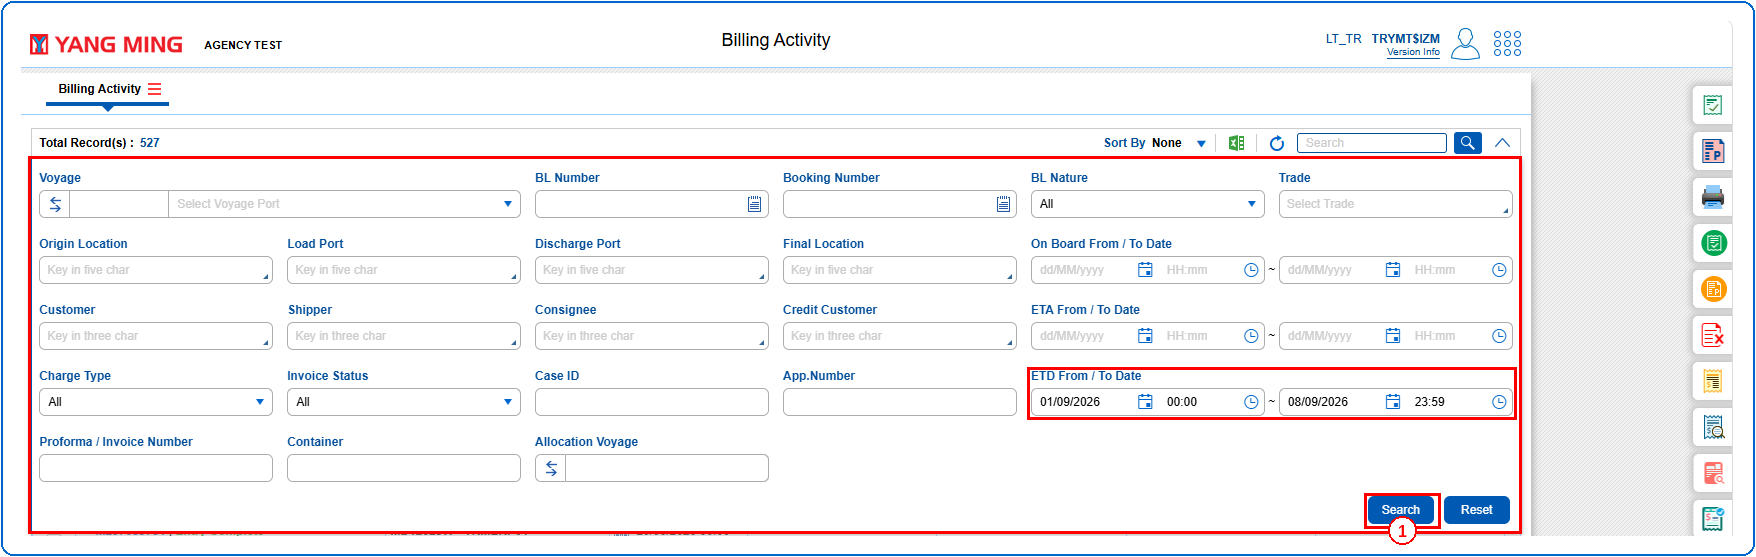 YANG MING AGENCY TEST
Billing Activity
LT_TR TRYMT$IZM
Version Info
Billing Activity
Total Record(s) : 527
Sort By None
Search
Voyage BL Number Booking Number BL Nature Trade
Select Voyage Port All Select Trade
Origin Location Load Port Discharge Port Final Location On Board From / To Date
Key in five char Key in five char Key in five char Key in five char dd/MM/yyyy HH:mm ~ dd/MM/yyyy HH:mm
Customer Shipper Consignee Credit Customer ETA From / To Date
Key in three char Key in three char Key in three char Key in three char dd/MM/yyyy HH:mm ~ dd/MM/yyyy HH:mm
Charge Type Invoice Status Case ID App.Number ETD From / To Date
All All 01/09/2026 00:00 ~ 08/09/2026 23:59
Proforma / Invoice Number Container Allocation Voyage
Search Reset
1